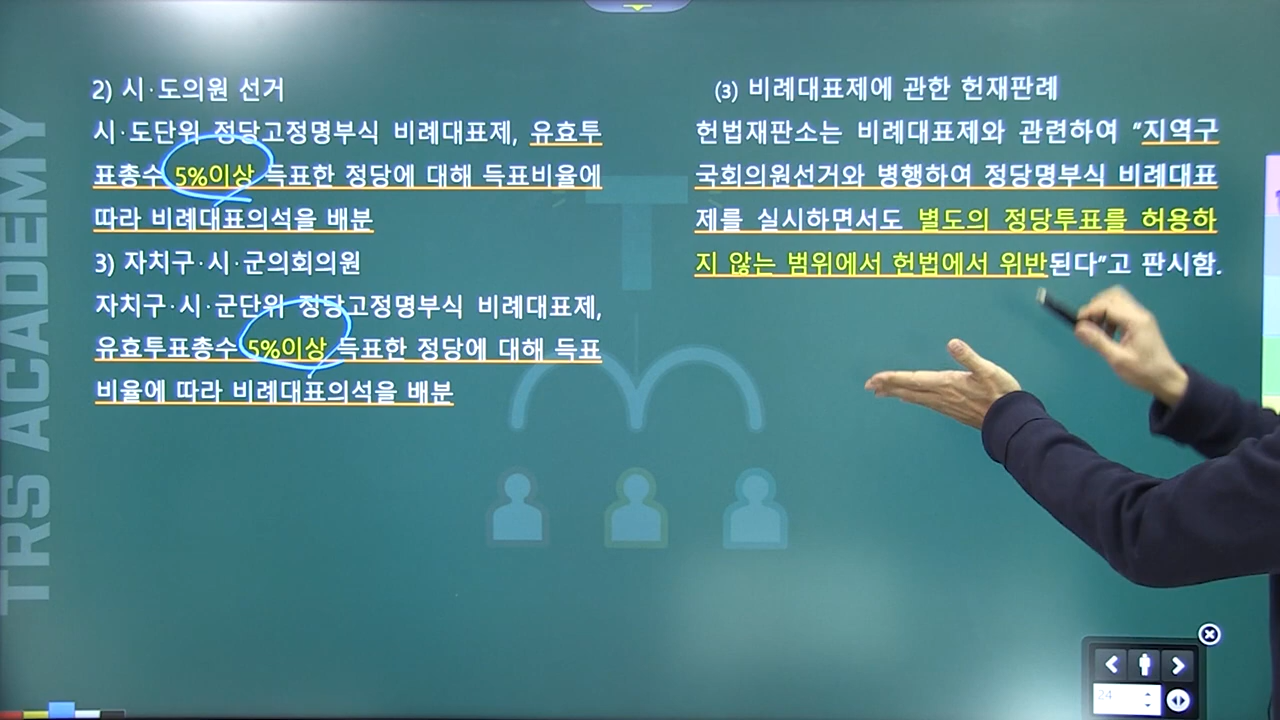 2) 시·도의원 선거
시·도단위 정당고정명부식 비례대표제, 유효투
표총수 5%이상 득표한 정당에 대해 득표비율에
따라 비례대표의석을 배분
3) 자치구·시·군의회의원
자치구·시·군단위 정당고정명부식 비례대표제,
유효투표총수 5%이상 득표한 정당에 대해 득표
비율에 따라 비례대표의석을 배분
(3) 비례대표제에 관한 헌재판례
헌법재판소는 비례대표제와 관련하여 "지역구
국회의원선거와 병행하여 정당명부식 비례대표
제를 실시하면서도 별도의 정당투표를 허용하
지 않는 범위에서 헌법에서 위반된다"고 판시함.
TRS ACADEMY
24